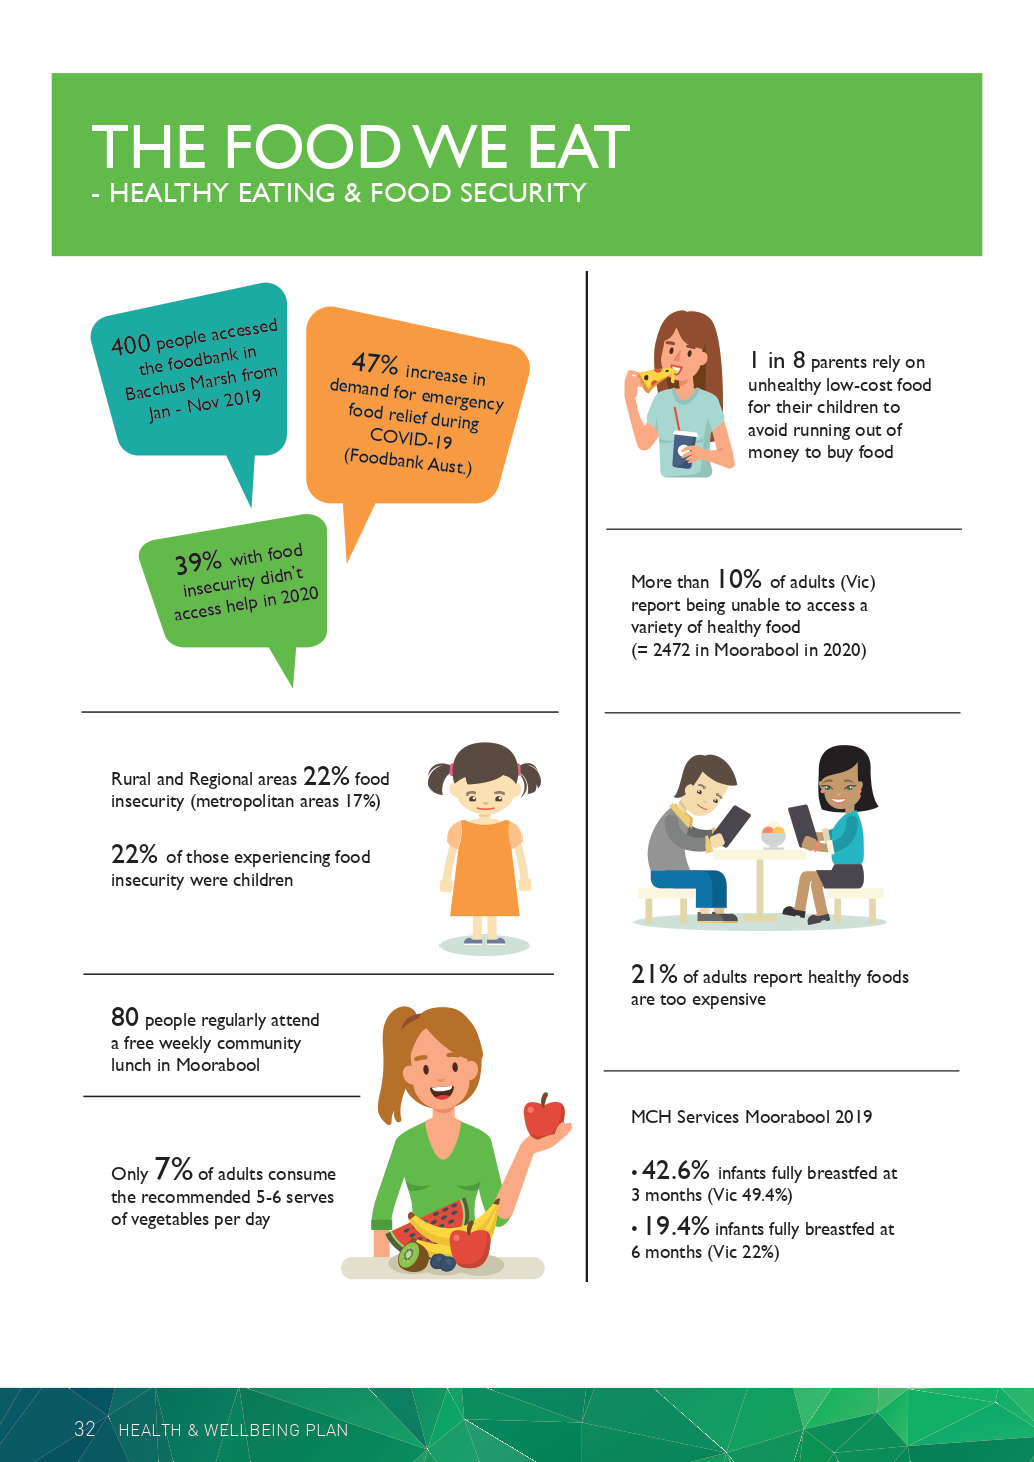 THE FOOD WE EAT
- HEALTHY EATING & FOOD SECURITY
400 people accessed
the foodbank in
Bacchus Marsh from
Jan - Nov 2019
47% increase in
demand for emergency
food relief during
COVID-19
(Foodbank Aust.)
39% with food
insecurity didn't
access help in 2020
Rural and Regional areas 22% food
insecurity (metropolitan areas 17%)
22% of those experiencing food
insecurity were children
80 people regularly attend
a free weekly community
lunch in Moorabool
Only 7% of adults consume
the recommended 5-6 serves
of vegetables per day
1 in 8 parents rely on
unhealthy low-cost food
for their children to
avoid running out of
money to buy food
More than 10% of adults (Vic)
report being unable to access a
variety of healthy food
(= 2472 in Moorabool in 2020)
21% of adults report healthy foods
are too expensive
MCH Services Moorabool 2019
• 42.6% infants fully breastfed at
3 months (Vic 49.4%)
• 19.4% infants fully breastfed at
6 months (Vic 22%)
32 HEALTH & WELLBEING PLAN